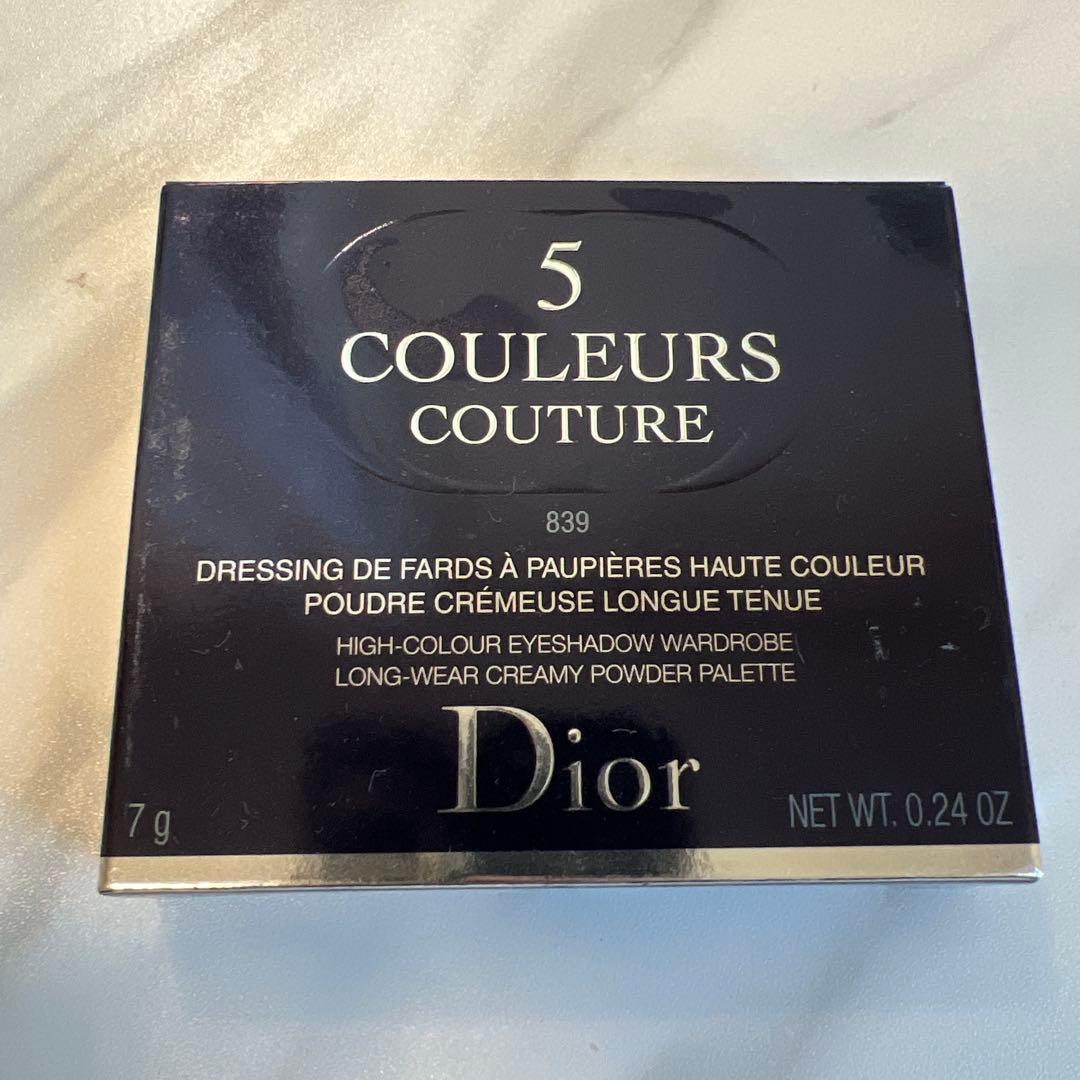 5
COULEURS
COUTURE
839
DRESSING DE FARDS À PAUPIÈRES HAUTE COULEUR
POUDRE CRÉMEUSE LONGUE TENUE
HIGH-COLOUR EYESHADOW WARDROBE
LONG-WEAR CREAMY POWDER PALETTE
Dior
7 g
NET WT. 0.24 OZ